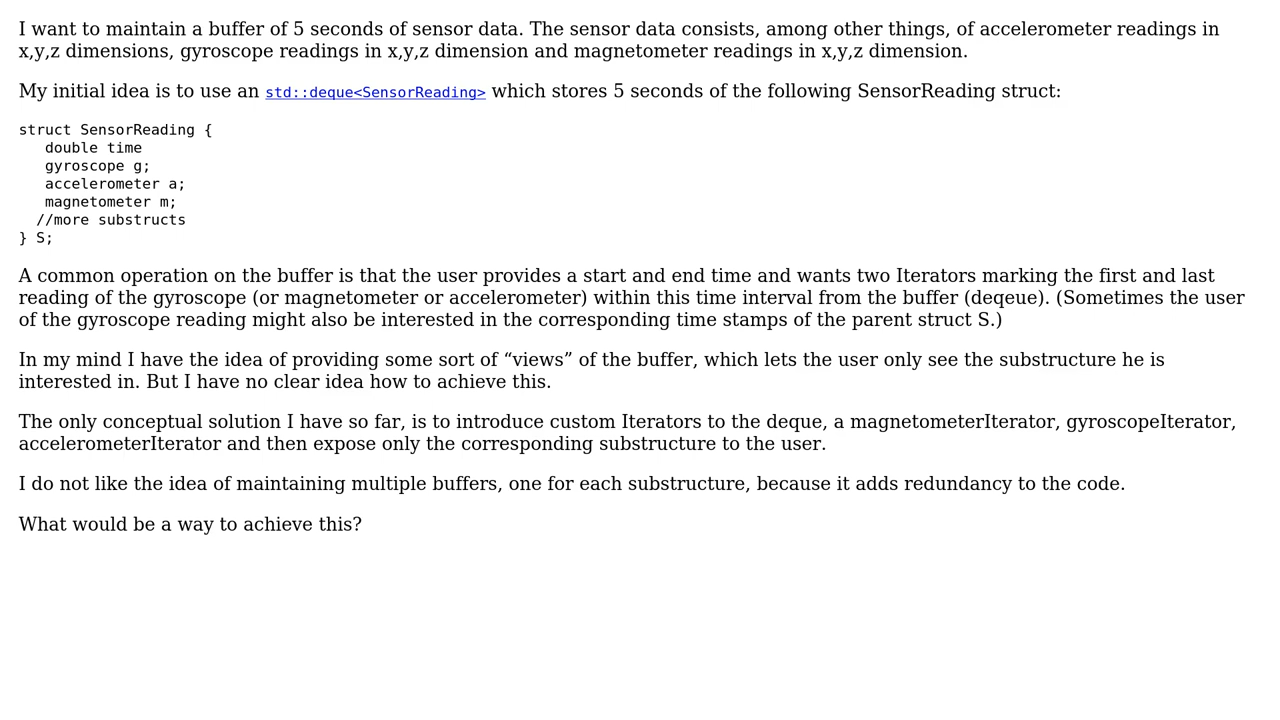 I want to maintain a buffer of 5 seconds of sensor data. The sensor data consists, among other things, of accelerometer readings in
x,y,z dimensions, gyroscope readings in x,y,z dimension and magnetometer readings in x,y,z dimension.
My initial idea is to use an std::deque<SensorReading> which stores 5 seconds of the following SensorReading struct:
struct SensorReading {
   double time
   gyroscope g;
   accelerometer a;
   magnetometer m;
  //more substructs
} S;
A common operation on the buffer is that the user provides a start and end time and wants two Iterators marking the first and last
reading of the gyroscope (or magnetometer or accelerometer) within this time interval from the buffer (deqeue). (Sometimes the user
of the gyroscope reading might also be interested in the corresponding time stamps of the parent struct S.)
In my mind I have the idea of providing some sort of “views” of the buffer, which lets the user only see the substructure he is
interested in. But I have no clear idea how to achieve this.
The only conceptual solution I have so far, is to introduce custom Iterators to the deque, a magnetometerIterator, gyroscopeIterator,
accelerometerIterator and then expose only the corresponding substructure to the user.
I do not like the idea of maintaining multiple buffers, one for each substructure, because it adds redundancy to the code.
What would be a way to achieve this?